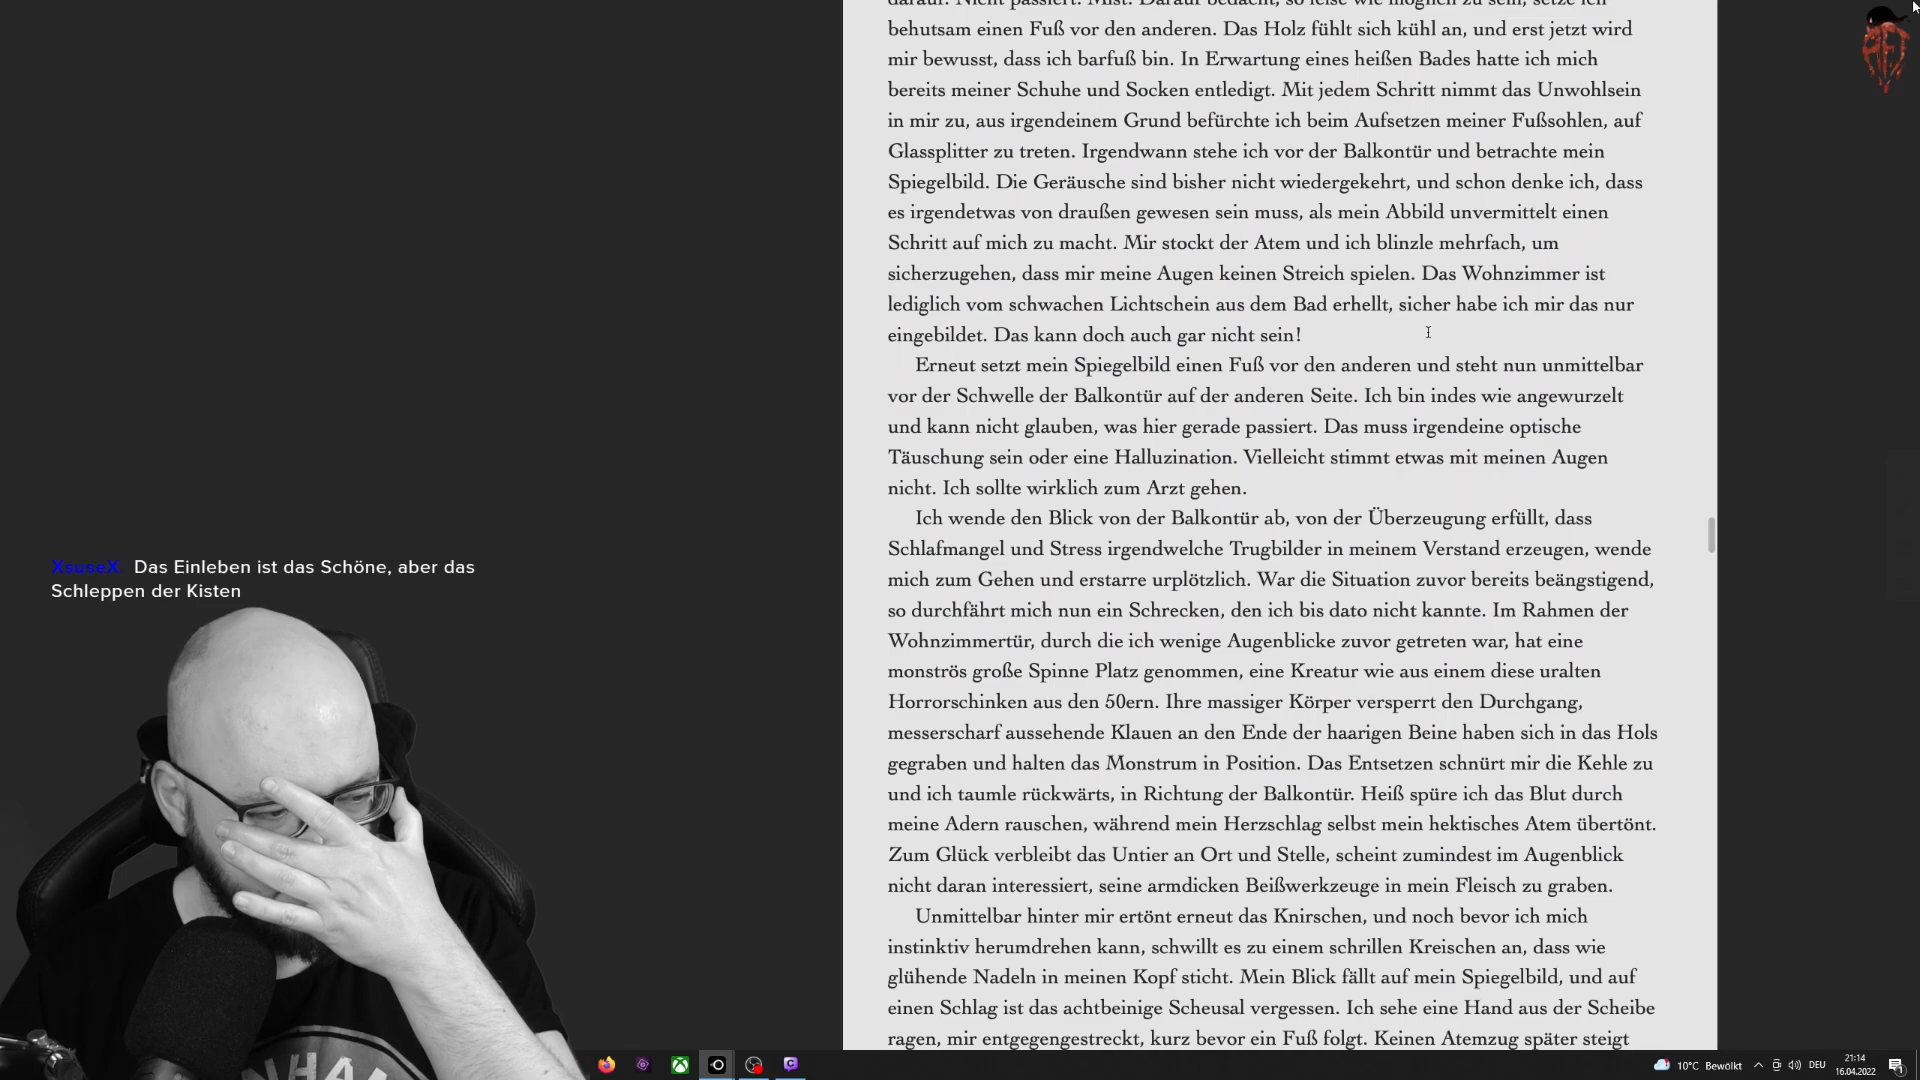 darauf. Nicht passiert. Mist. Darauf bedacht, so leise wie möglich zu sein, setze ich
behutsam einen Fuß vor den anderen. Das Holz fühlt sich kühl an, und erst jetzt wird
mir bewusst, dass ich barfuß bin. In Erwartung eines heißen Bades hatte ich mich
bereits meiner Schuhe und Socken entledigt. Mit jedem Schritt nimmt das Unwohlsein
in mir zu, aus irgendeinem Grund befürchte ich beim Aufsetzen meiner Fußsohlen, auf
Glassplitter zu treten. Irgendwann stehe ich vor der Balkontür und betrachte mein
Spiegelbild. Die Geräusche sind bisher nicht wiedergekehrt, und schon denke ich, dass
es irgendetwas von draußen gewesen sein muss, als mein Abbild unvermittelt einen
Schritt auf mich zu macht. Mir stockt der Atem und ich blinzle mehrfach, um
sicherzugehen, dass mir meine Augen keinen Streich spielen. Das Wohnzimmer ist
lediglich vom schwachen Lichtschein aus dem Bad erhellt, sicher habe ich mir das nur
eingebildet. Das kann doch auch gar nicht sein!
Erneut setzt mein Spiegelbild einen Fuß vor den anderen und steht nun unmittelbar
vor der Schwelle der Balkontür auf der anderen Seite. Ich bin indes wie angewurzelt
und kann nicht glauben, was hier gerade passiert. Das muss irgendeine optische
Täuschung sein oder eine Halluzination. Vielleicht stimmt etwas mit meinen Augen
nicht. Ich sollte wirklich zum Arzt gehen.
Ich wende den Blick von der Balkontür ab, von der Überzeugung erfüllt, dass
Schlafmangel und Stress irgendwelche Trugbilder in meinem Verstand erzeugen, wende
mich zum Gehen und erstarre urplötzlich. War die Situation zuvor bereits beängstigend,
so durchfährt mich nun ein Schrecken, den ich bis dato nicht kannte. Im Rahmen der
Wohnzimmertür, durch die ich wenige Augenblicke zuvor getreten war, hat eine
monströs große Spinne Platz genommen, eine Kreatur wie aus einem diese uralten
Horrorschinken aus den 50ern. Ihre massiger Körper versperrt den Durchgang,
messerscharf aussehende Klauen an den Ende der haarigen Beine haben sich in das Hols
gegraben und halten das Monstrum in Position. Das Entsetzen schnürt mir die Kehle zu
und ich taumle rückwärts, in Richtung der Balkontür. Heiß spüre ich das Blut durch
meine Adern rauschen, während mein Herzschlag selbst mein hektisches Atem übertönt.
Zum Glück verbleibt das Untier an Ort und Stelle, scheint zumindest im Augenblick
nicht daran interessiert, seine armdicken Beißwerkzeuge in mein Fleisch zu graben.
Unmittelbar hinter mir ertönt erneut das Knirschen, und noch bevor ich mich
instinktiv herumdrehen kann, schwillt es zu einem schrillen Kreischen an, dass wie
glühende Nadeln in meinen Kopf sticht. Mein Blick fällt auf mein Spiegelbild, und auf
einen Schlag ist das achtbeinige Scheusal vergessen. Ich sehe eine Hand aus der Scheibe
ragen, mir entgegengestreckt, kurz bevor ein Fuß folgt. Keinen Atemzug später steigt
XsuseX Das Einleben ist das Schöne, aber das
Schleppen der Kisten
10°C Bewölkt
DEU
21:14
16.04.2022